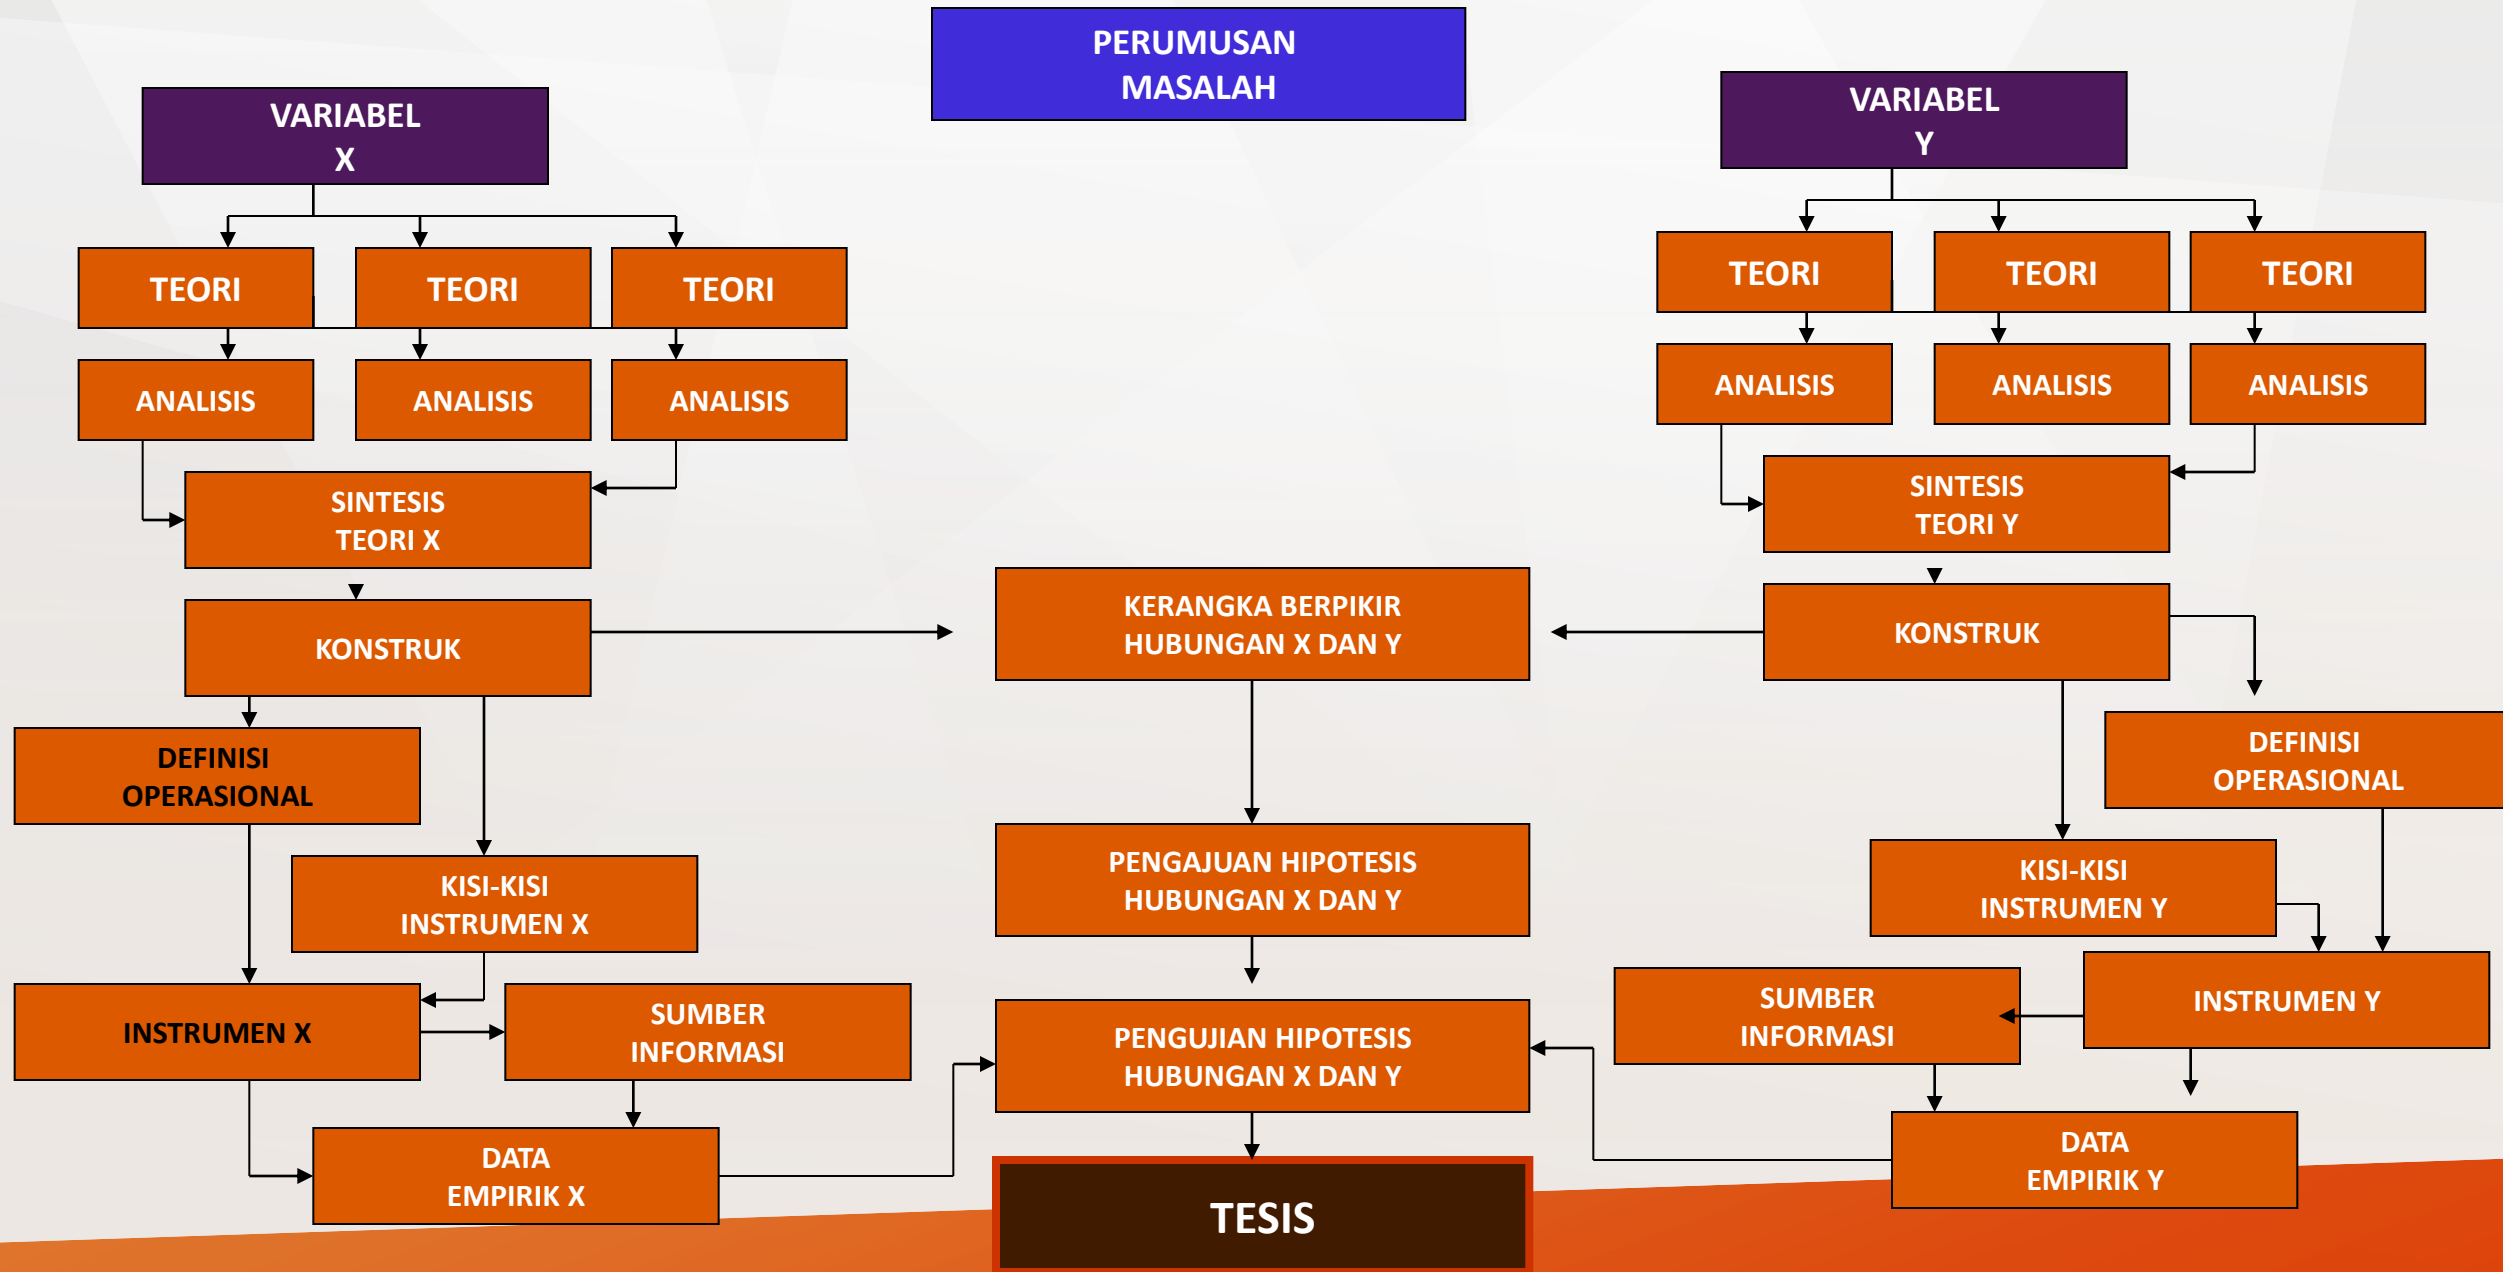 PERUMUSAN
MASALAH
VARIABEL
X
VARIABEL
Y
TEORI
TEORI
TEORI
TEORI
TEORI
TEORI
ANALISIS
ANALISIS
ANALISIS
ANALISIS
ANALISIS
ANALISIS
SINTESIS
TEORI X
SINTESIS
TEORI Y
KONSTRUK
KERANGKA BERPIKIR
HUBUNGAN X DAN Y
KONSTRUK
DEFINISI
OPERASIONAL
DEFINISI
OPERASIONAL
KISI-KISI
INSTRUMEN X
PENGAJUAN HIPOTESIS
HUBUNGAN X DAN Y
KISI-KISI
INSTRUMEN Y
INSTRUMEN X
SUMBER
INFORMASI
PENGUJIAN HIPOTESIS
HUBUNGAN X DAN Y
SUMBER
INFORMASI
INSTRUMEN Y
DATA
EMPIRIK X
DATA
EMPIRIK Y
TESIS